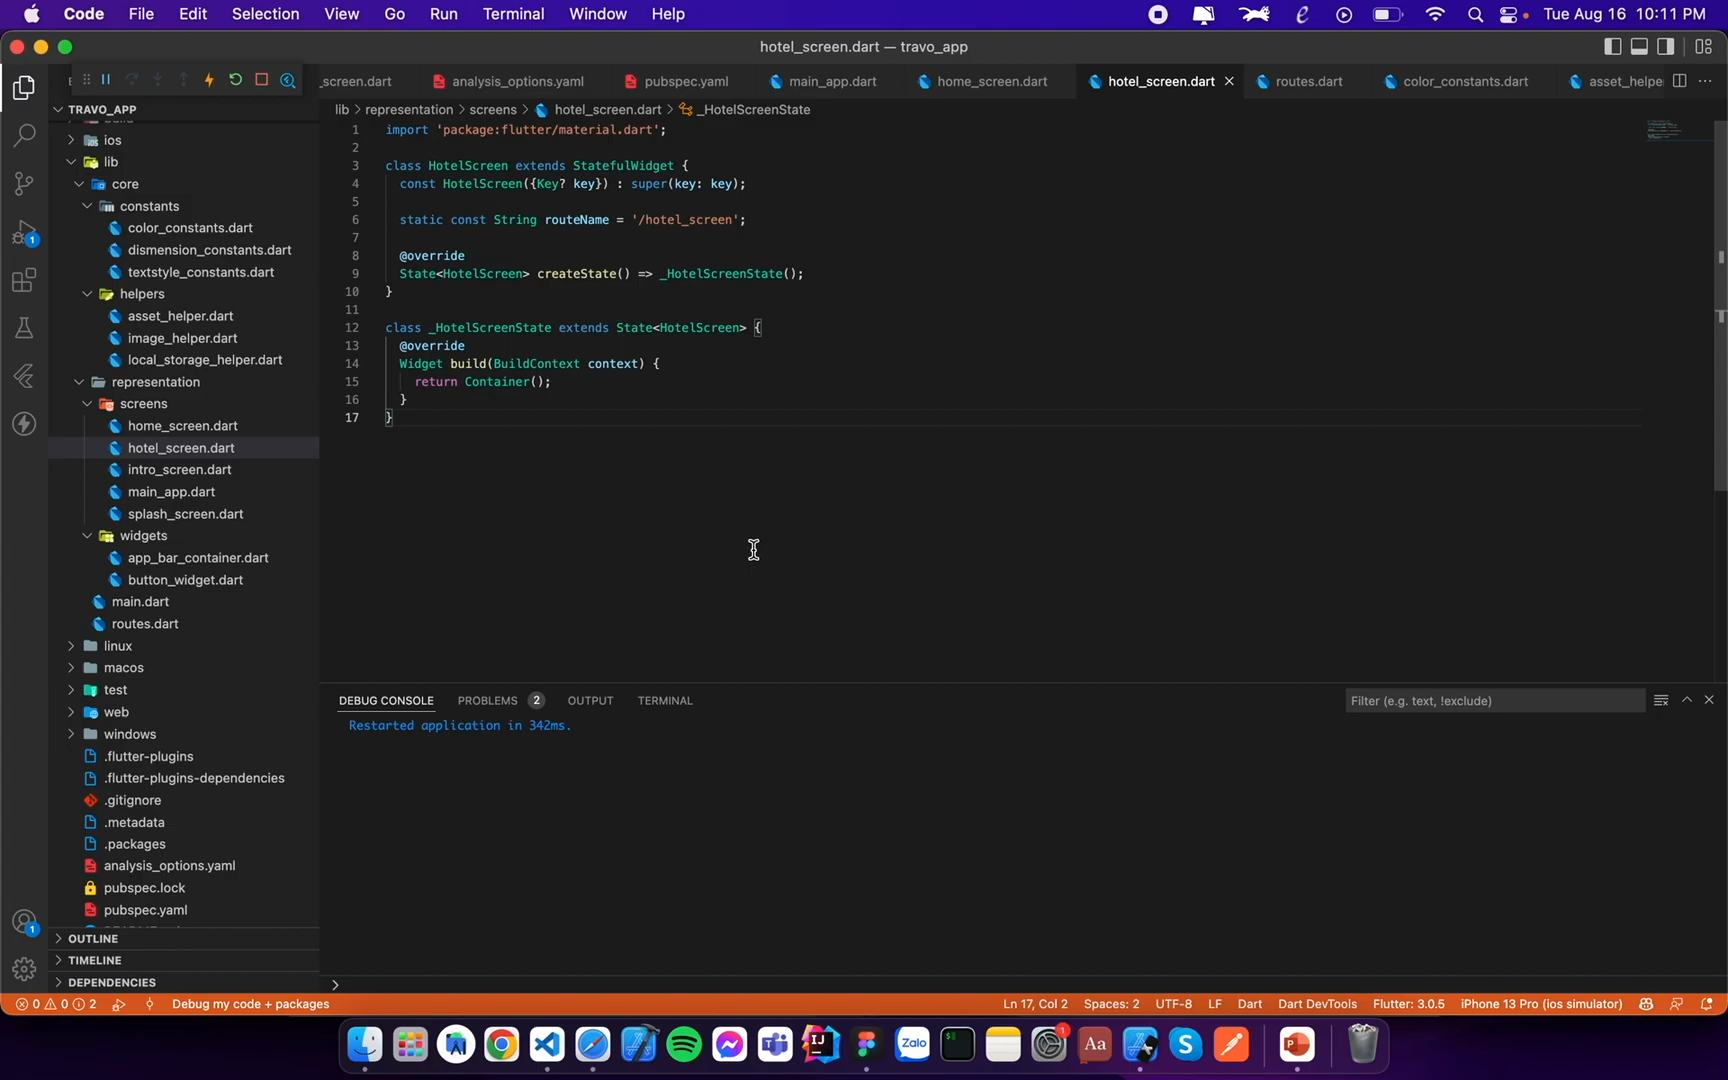 Code File Edit Selection View Go Run Terminal Window Help Tue Aug 16 10:11 PM
hotel_screen.dart — travo_app
_screen.dart analysis_options.yaml pubspec.yaml main_app.dart home_screen.dart hotel_screen.dart routes.dart color_constants.dart asset_helpe
TRAVO_APP
lib > representation > screens > hotel_screen.dart > _HotelScreenState
ios
lib
core
constants
color_constants.dart
dismension_constants.dart
textstyle_constants.dart
helpers
asset_helper.dart
image_helper.dart
local_storage_helper.dart
representation
screens
home_screen.dart
hotel_screen.dart
intro_screen.dart
main_app.dart
splash_screen.dart
widgets
app_bar_container.dart
button_widget.dart
main.dart
routes.dart
linux
macos
test
web
windows
.flutter-plugins
.flutter-plugins-dependencies
.gitignore
.metadata
.packages
analysis_options.yaml
pubspec.lock
pubspec.yaml
OUTLINE
TIMELINE
DEPENDENCIES
1 import 'package:flutter/material.dart';
2
3 class HotelScreen extends StatefulWidget {
4 const HotelScreen({Key? key}) : super(key: key);
5
6 static const String routeName = '/hotel_screen';
7
8 @override
9 State<HotelScreen> createState() => _HotelScreenState();
10 }
11
12 class _HotelScreenState extends State<HotelScreen> {
13 @override
14 Widget build(BuildContext context) {
15 return Container();
16 }
17 }
DEBUG CONSOLE PROBLEMS 2 OUTPUT TERMINAL Filter (e.g. text, !exclude)
Restarted application in 342ms.
1
1
0 0 2 Debug my code + packages Ln 17, Col 2 Spaces: 2 UTF-8 LF Dart Dart DevTools Flutter: 3.0.5 iPhone 13 Pro (ios simulator)
Zalo 1 Aa